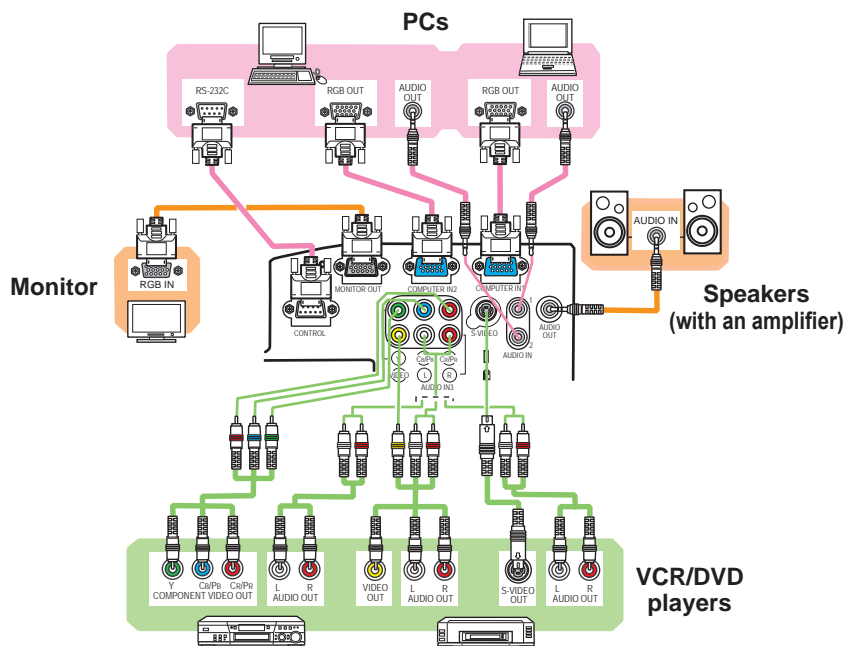 PCs
RS-232C
RGB OUT
AUDIO
OUT
RGB OUT
AUDIO
OUT
AUDIO IN
RGB IN
Monitor
MONITOR OUT
COMPUTER IN2
COMPUTER IN
CONTROL
S-VIDEO
1
2
AUDIO IN
AUDIO
OUT
Speakers
(with an amplifier)
Y
CB/PB
CR/PR
VIDEO
L
R
AUDIO IN3
Y
CB/PB
CR/PR
COMPONENT VIDEO OUT
L
R
AUDIO OUT
VIDEO
OUT
L
R
AUDIO OUT
S-VIDEO
OUT
L
R
AUDIO OUT
VCR/DVD
players